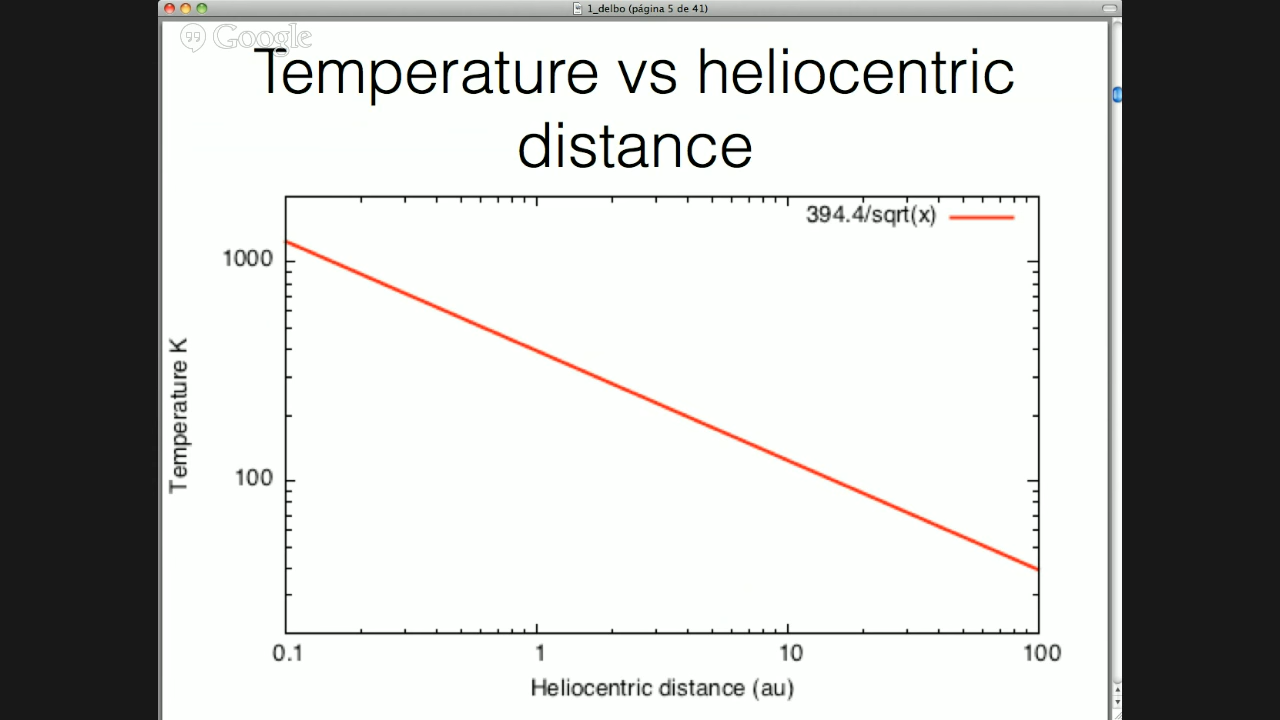 1_delbo (página 5 de 41)
Google
Temperature vs heliocentric
distance
394.4/sqrt(x)
1000
100
Temperature K
0.1 1 10 100
Heliocentric distance (au)